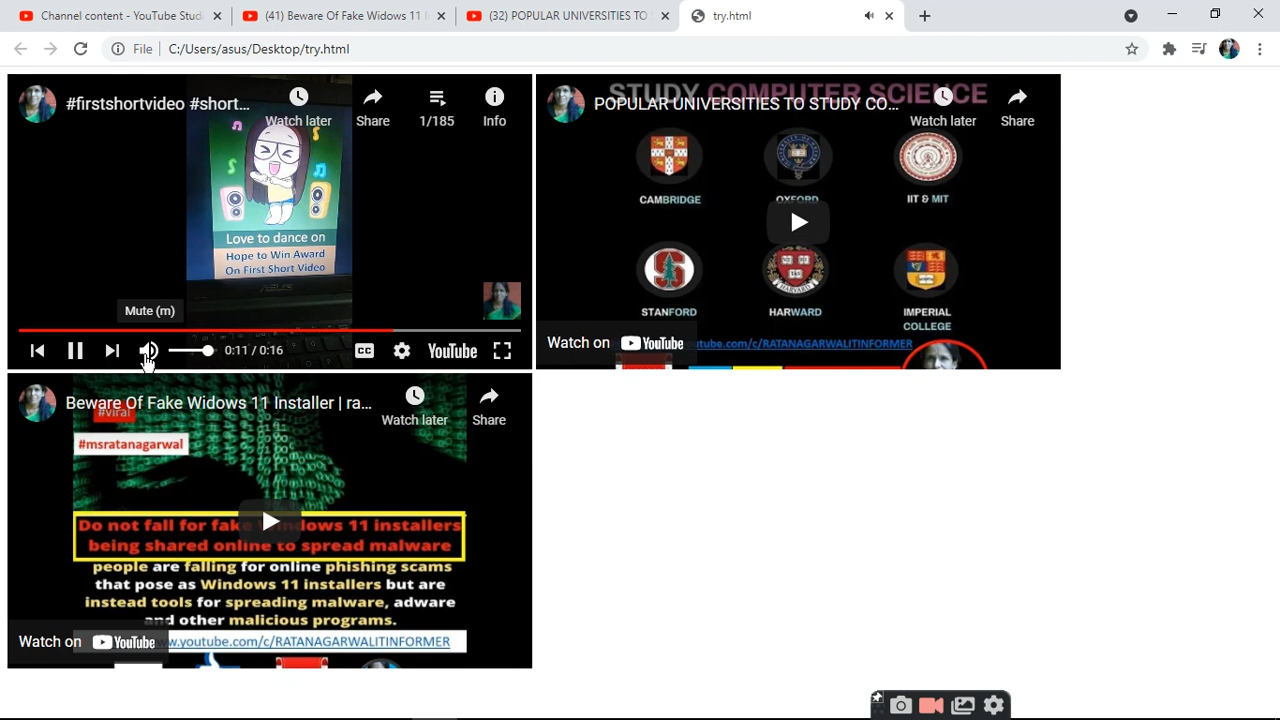 Channel content - YouTube Studi
(41) Beware Of Fake Widows 11 I
(32) POPULAR UNIVERSITIES TO
try.html
File
C:/Users/asus/Desktop/try.html
#firstshortvideo #short...
Watch later
Share
1/185
Info
Love to dance on
Hope to Win Award
On First Short Video
ASUS
Mute (m)
0:11 / 0:16
CC
YouTube
STUDY COMPUTER SCIENCE
POPULAR UNIVERSITIES TO STUDY CO...
Watch later
Share
CAMBRIDGE
OXFORD
IIT & MIT
STANFORD
HARWARD
IMPERIAL
COLLEGE
Watch on YouTube
utube.com/c/RATANAGARWALITINFORMER
Beware Of Fake Widows 11 Installer | ra...
Watch later
Share
#viral
#msratanagarwal
Do not fall for fake Windows 11 installers
being shared online to spread malware
people are falling for online phishing scams
that pose as Windows 11 installers but are
instead tools for spreading malware, adware
and other malicious programs.
Watch on YouTube
w.youtube.com/c/RATANAGARWALITINFORMER